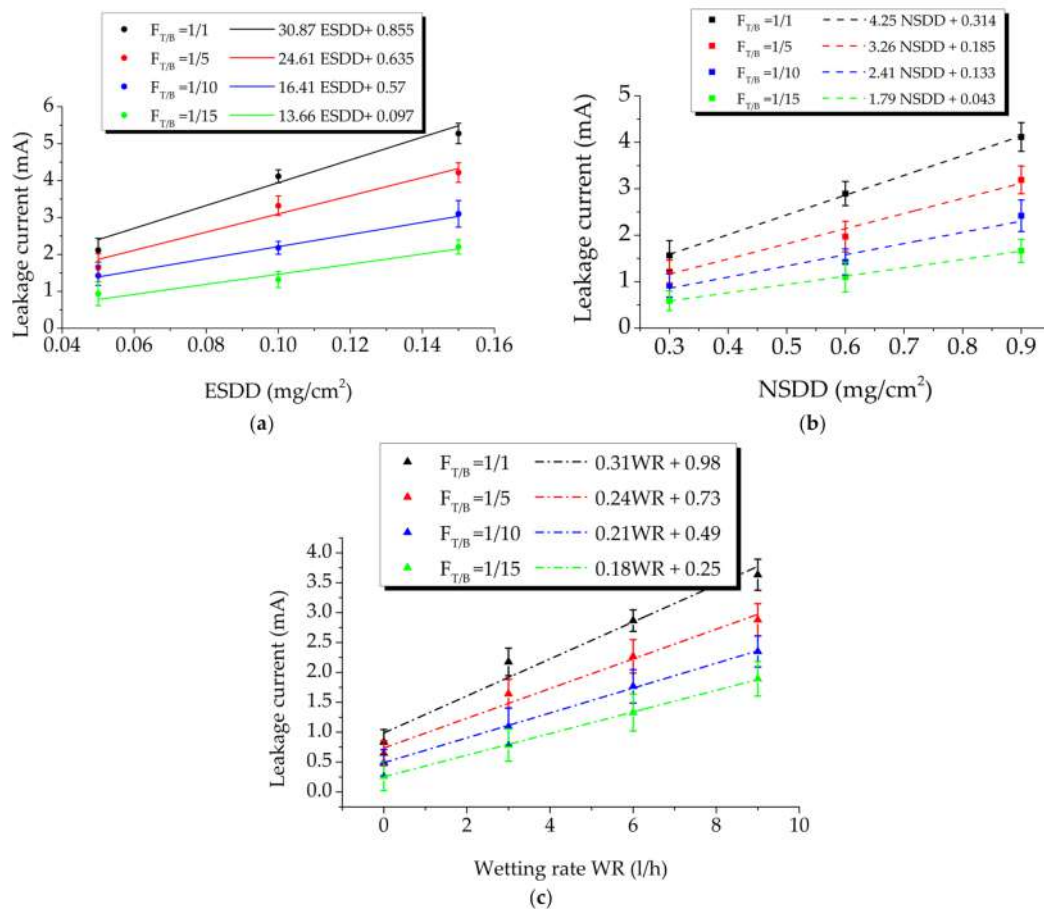 F_T/B =1/1 30.87 ESDD+ 0.855
F_T/B =1/5 24.61 ESDD+ 0.635
F_T/B =1/10 16.41 ESDD+ 0.57
F_T/B =1/15 13.66 ESDD+ 0.097
6
5
4
3
2
1
0
Leakage current (mA)
0.04 0.06 0.08 0.10 0.12 0.14 0.16
ESDD (mg/cm²)
(a)
F_T/B =1/1 4.25 NSDD + 0.314
F_T/B =1/5 3.26 NSDD + 0.185
F_T/B =1/10 2.41 NSDD + 0.133
F_T/B =1/15 1.79 NSDD + 0.043
5
4
3
2
1
0
Leakage current (mA)
0.3 0.4 0.5 0.6 0.7 0.8 0.9
NSDD (mg/cm²)
(b)
F_T/B =1/1 0.31WR + 0.98
F_T/B =1/5 0.24WR + 0.73
F_T/B =1/10 0.21WR + 0.49
F_T/B =1/15 0.18WR + 0.25
4.0
3.5
3.0
2.5
2.0
1.5
1.0
0.5
0.0
Leakage current (mA)
0 2 4 6 8 10
Wetting rate WR (l/h)
(c)